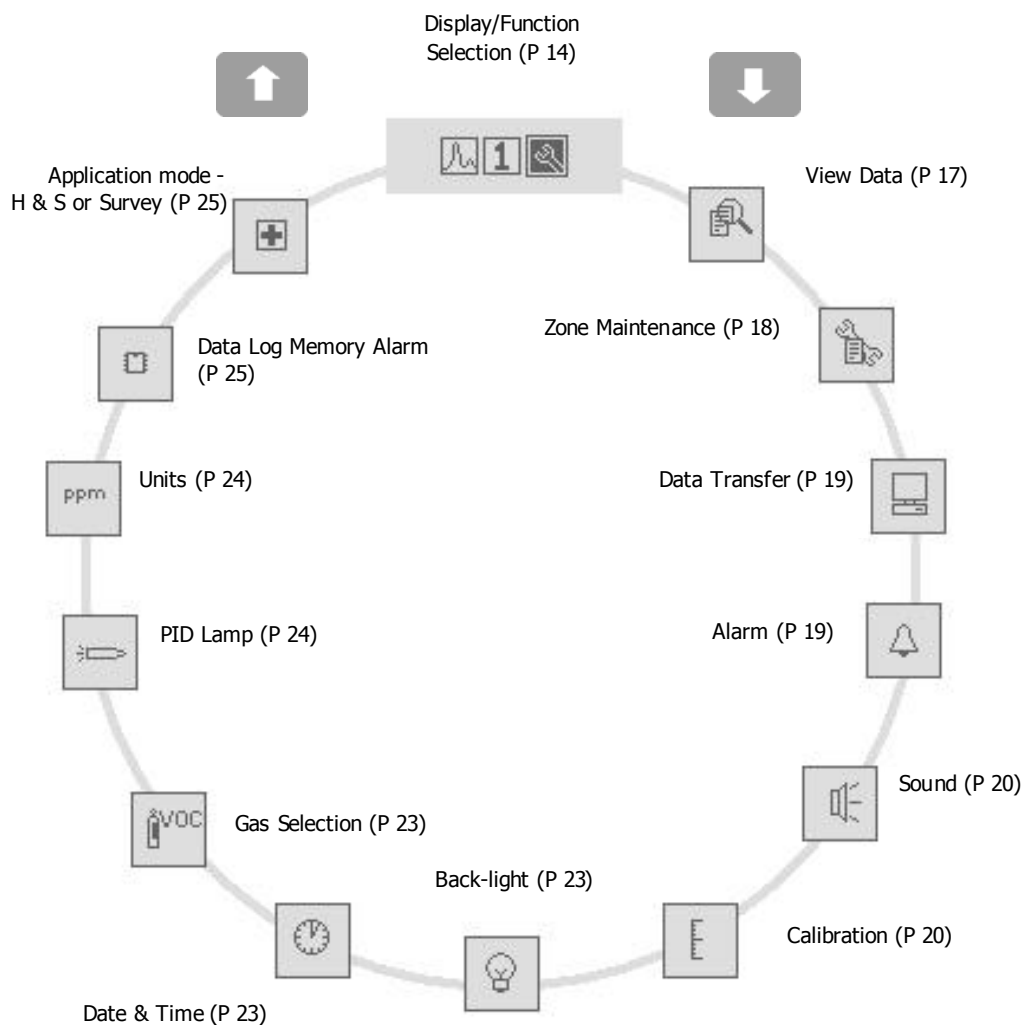 Display/Function
Selection (P 14)
1
Application mode -
H & S or Survey (P 25)
View Data (P 17)
Zone Maintenance (P 18)
Data Log Memory Alarm
(P 25)
Units (P 24)
ppm
Data Transfer (P 19)
PID Lamp (P 24)
Alarm (P 19)
Sound (P 20)
VOC
Gas Selection (P 23)
Back-light (P 23)
Calibration (P 20)
Date & Time (P 23)